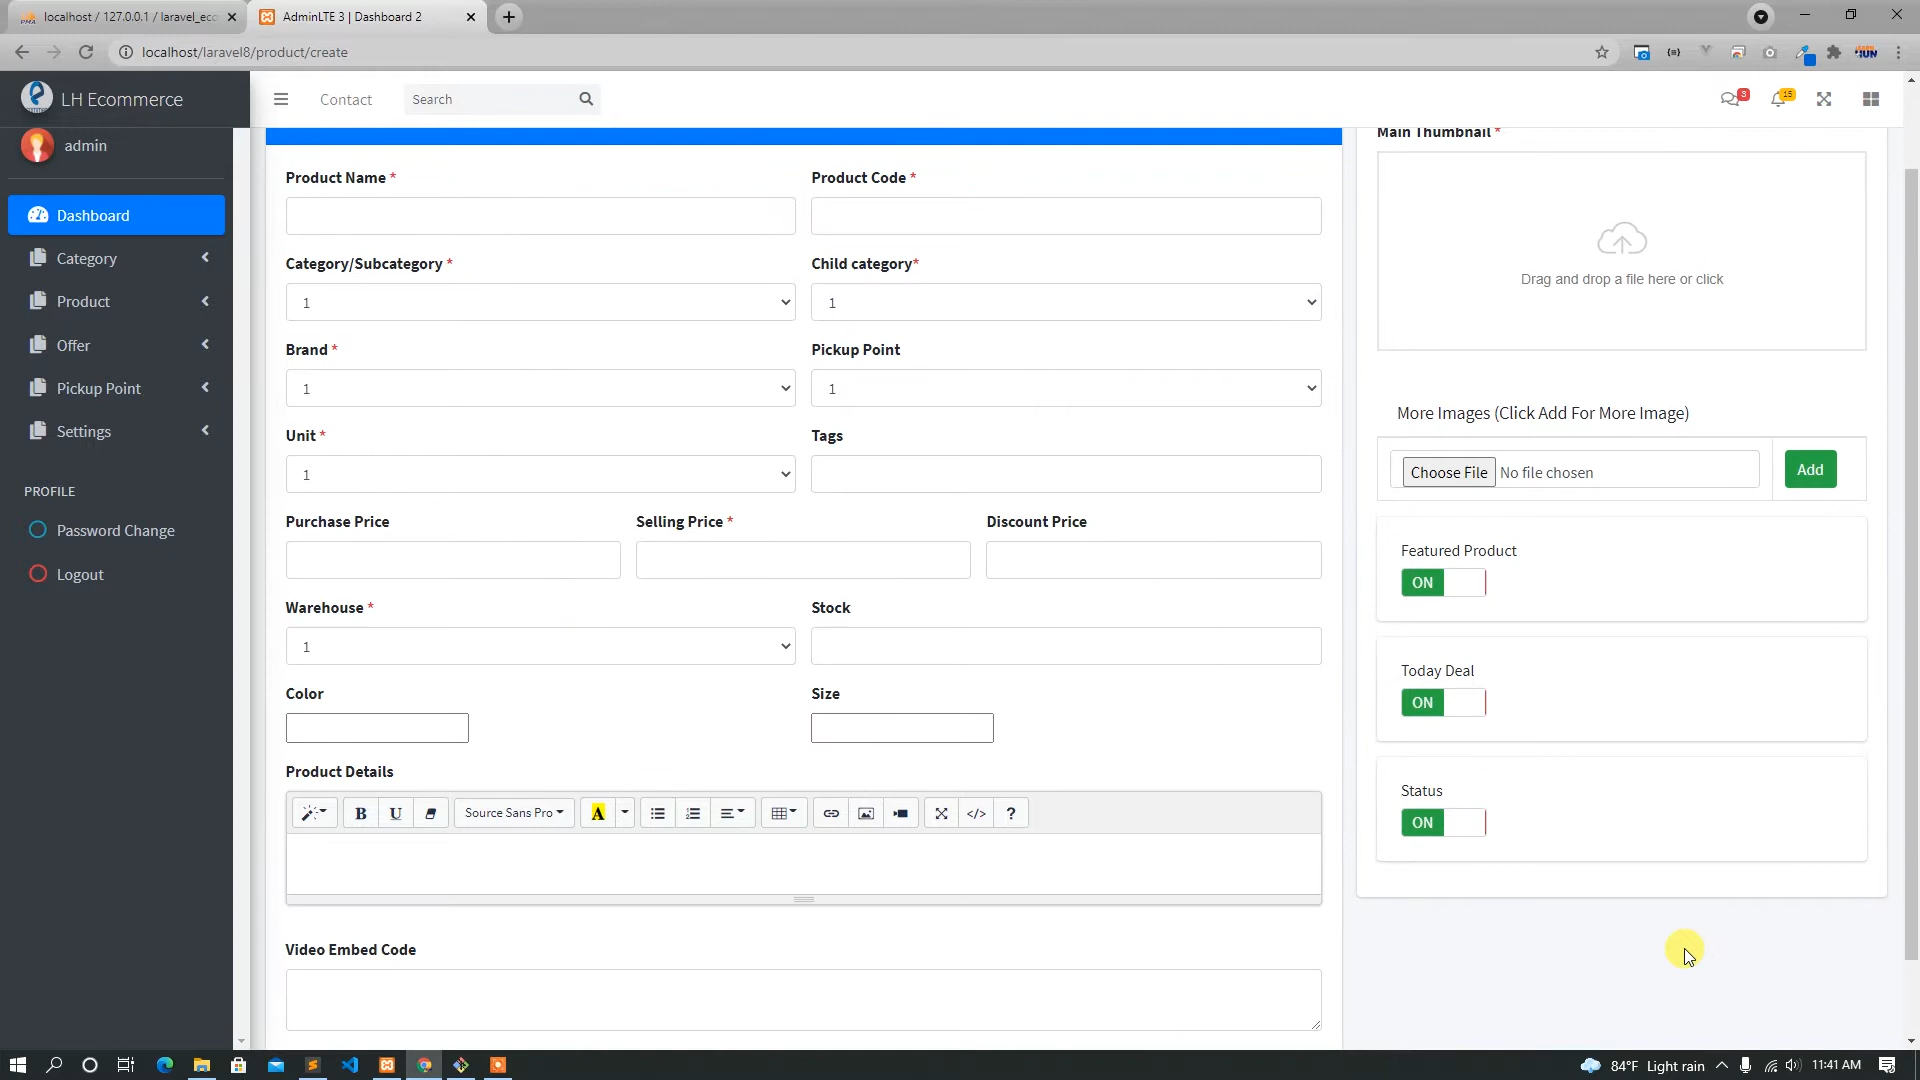 localhost / 127.0.0.1 / laravel_ecc
AdminLTE 3 | Dashboard 2
localhost/laravel8/product/create
LH Ecommerce
Contact
Search
3
15
admin
Dashboard
Category
Product
Offer
Pickup Point
Settings
PROFILE
Password Change
Logout
Product Name *
Product Code *
Category/Subcategory *
Child category*
1
1
Brand *
Pickup Point
1
1
Unit *
Tags
1
Purchase Price
Selling Price *
Discount Price
Warehouse *
Stock
1
Color
Size
Product Details
B U Source Sans Pro A </> ?
Video Embed Code
Main Thumbnail *
Drag and drop a file here or click
More Images (Click Add For More Image)
Choose File No file chosen
Add
Featured Product
ON
Today Deal
ON
Status
ON
84°F Light rain
11:41 AM